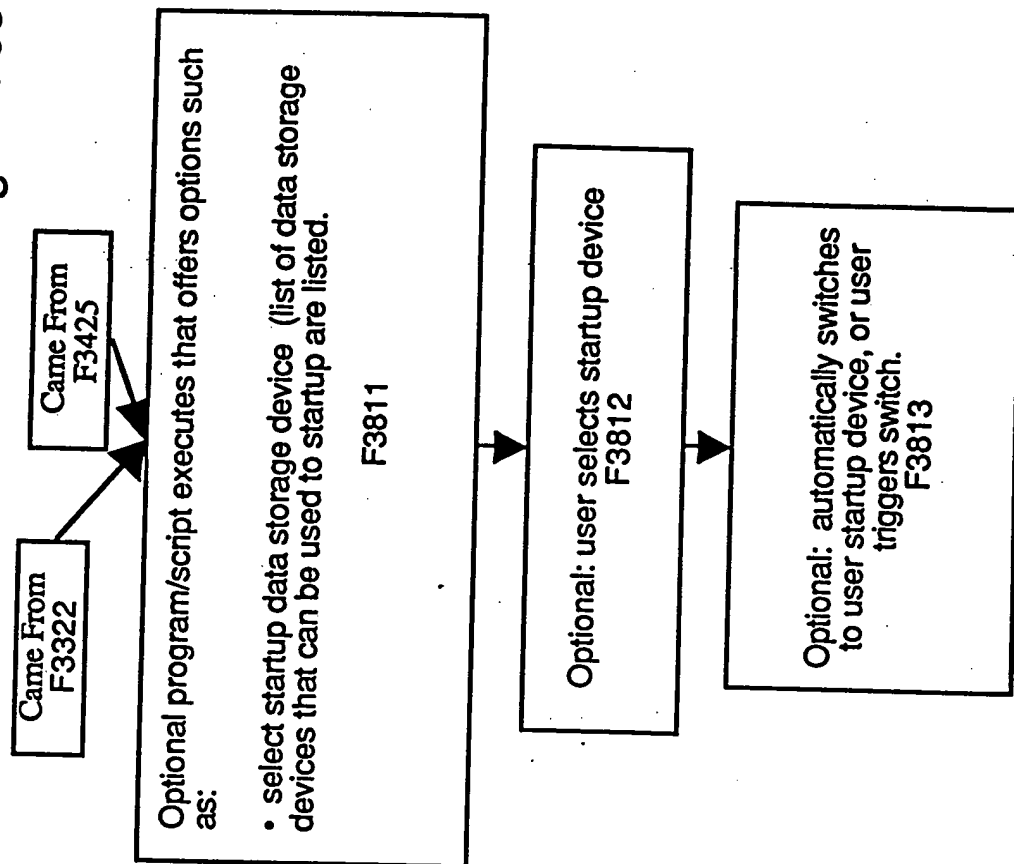 Came From
F3322
Came From
F3425
Optional program/script executes that offers options such
as:
• select startup data storage device (list of data storage
devices that can be used to startup are listed.
F3811
Optional: user selects startup device
F3812
Optional: automatically switches
to user startup device, or user
triggers switch.
F3813